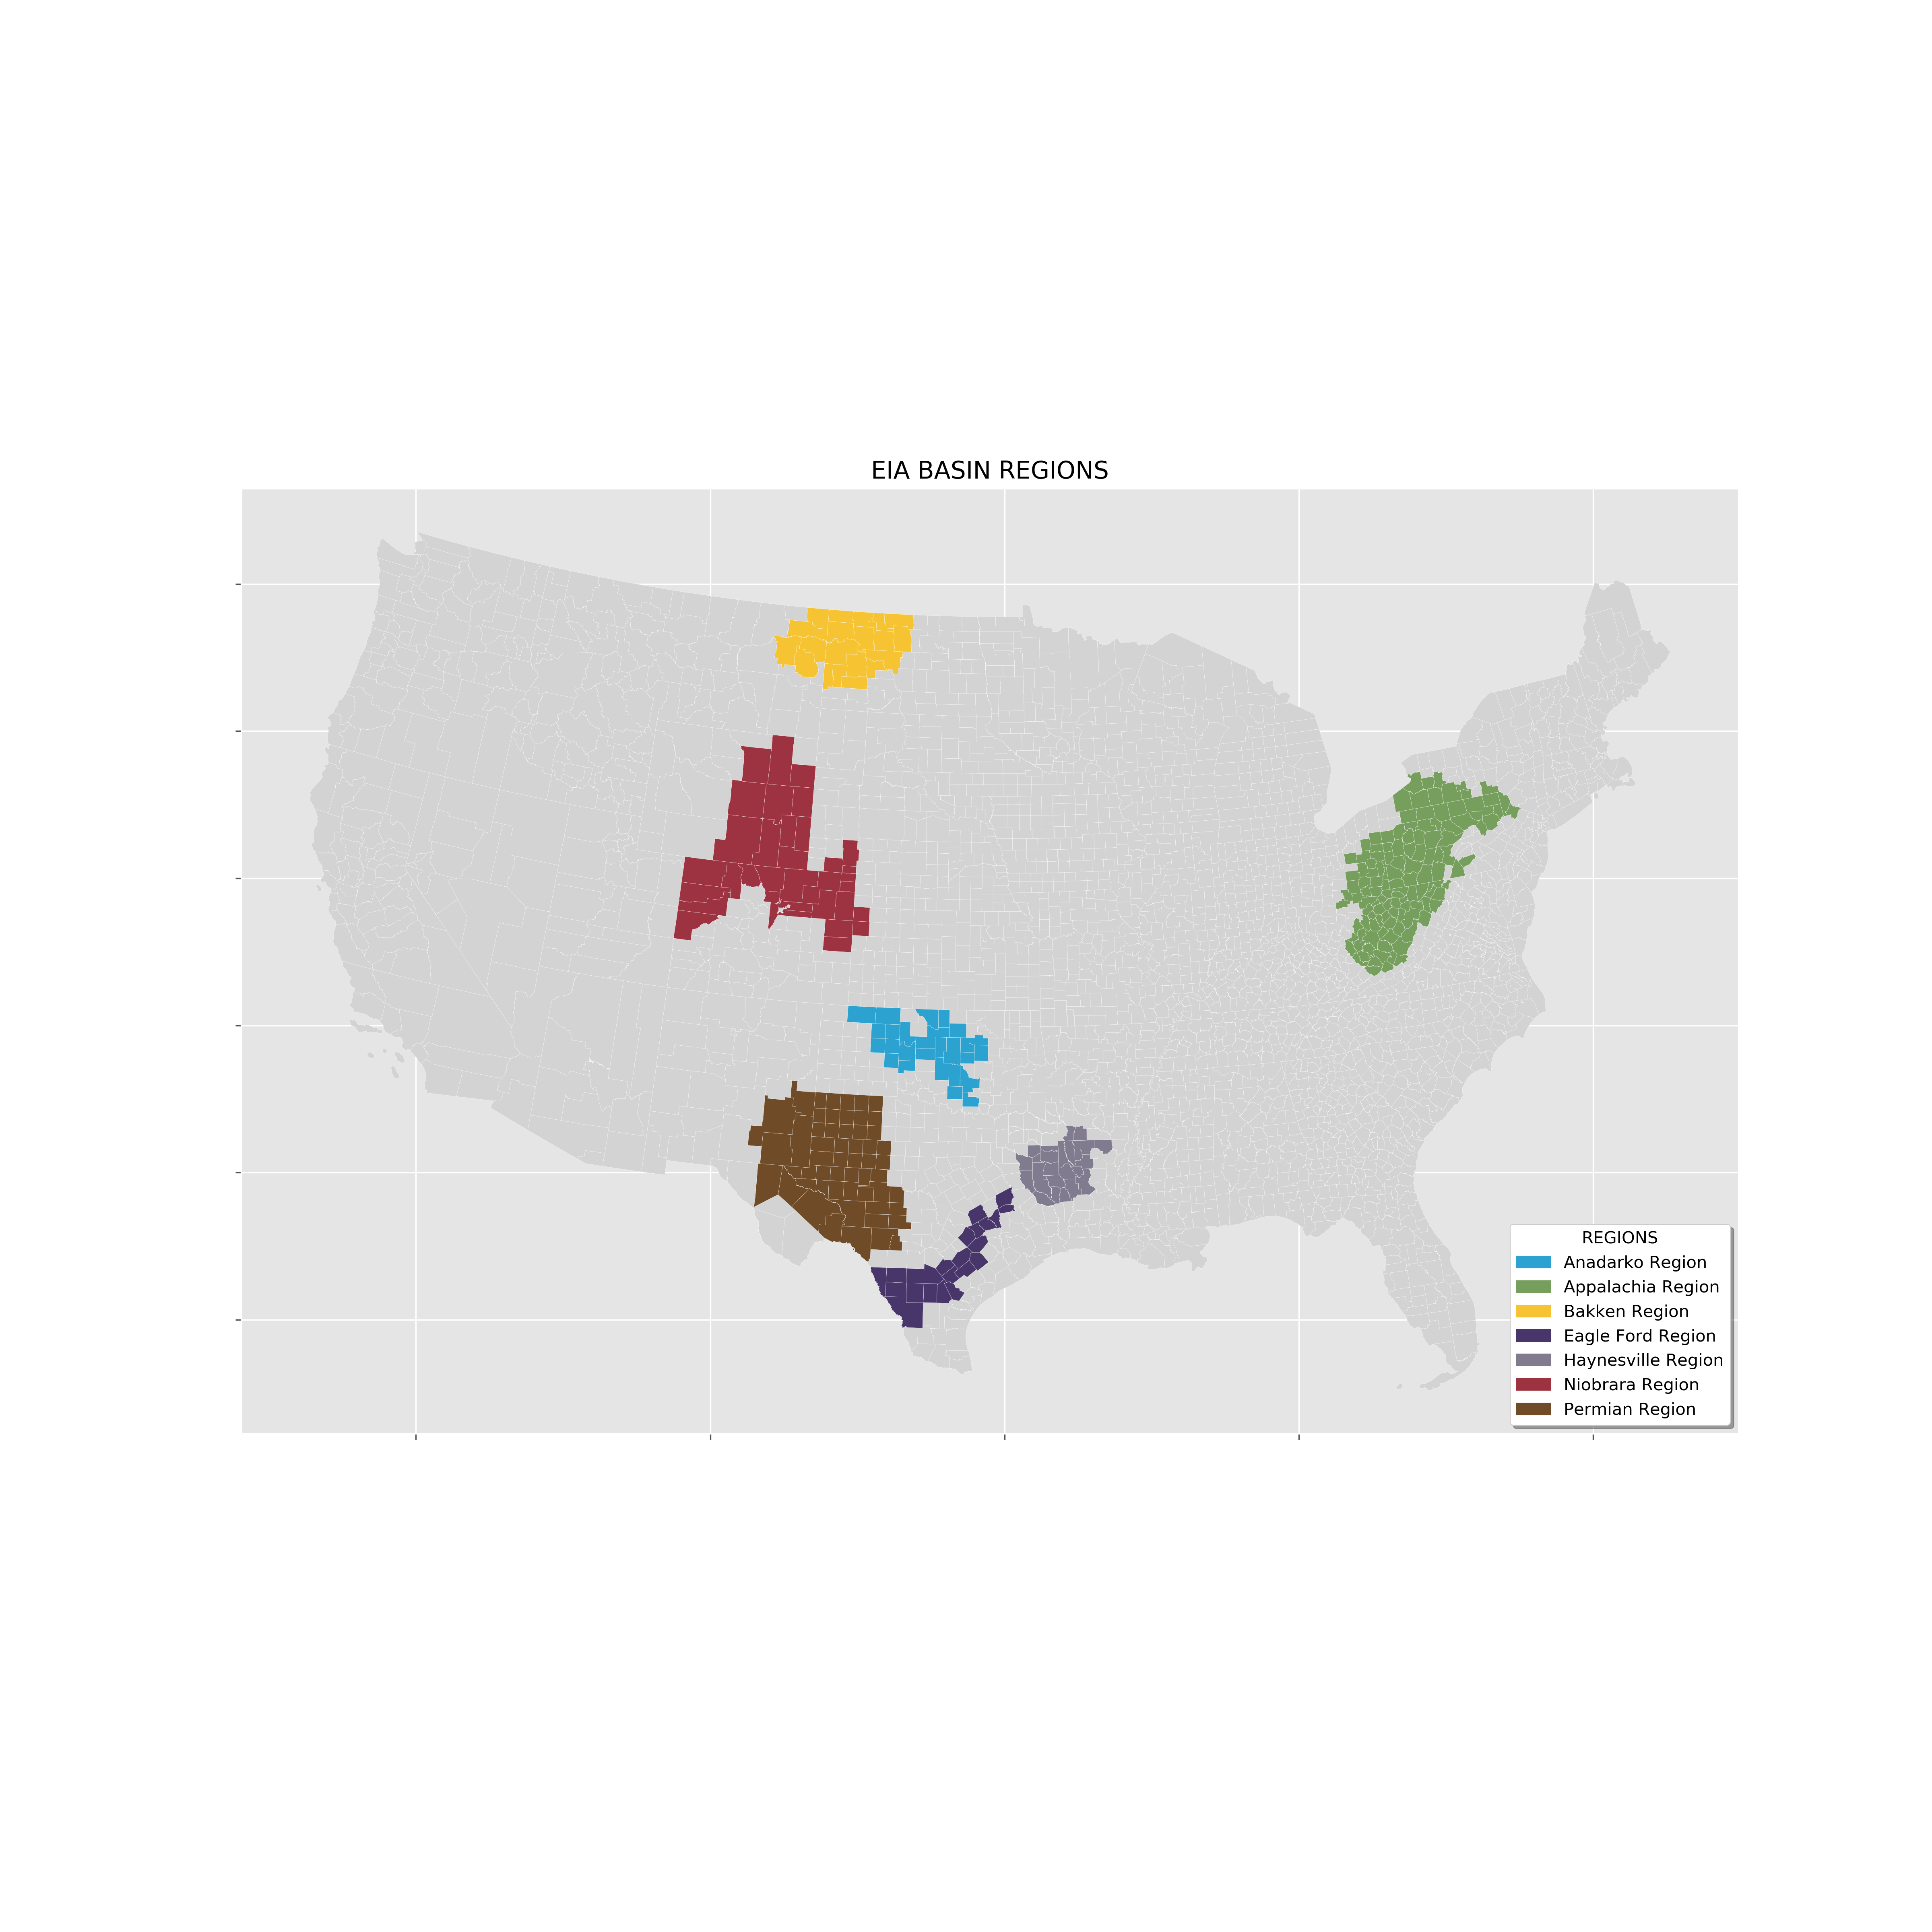 EIA BASIN REGIONS
REGIONS
Anadarko Region
Appalachia Region
Bakken Region
Eagle Ford Region
Haynesville Region
Niobrara Region
Permian Region